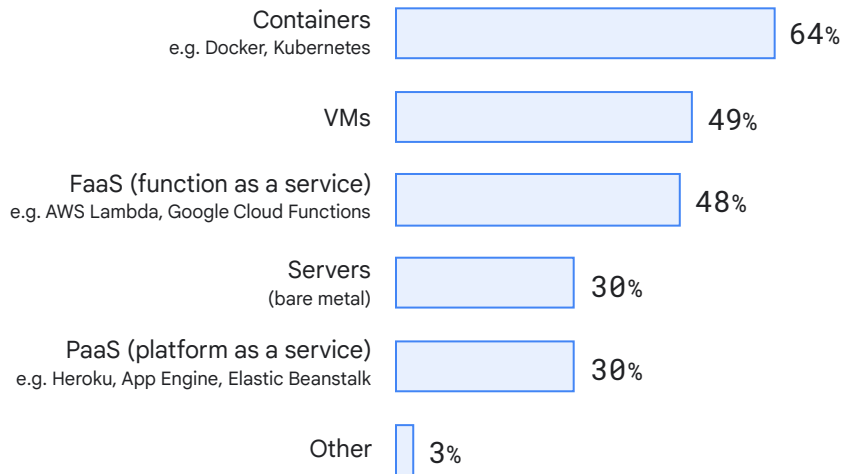 Containers
e.g. Docker, Kubernetes
64%
VMs
49%
FaaS (function as a service)
e.g. AWS Lambda, Google Cloud Functions
48%
Servers
(bare metal)
30%
PaaS (platform as a service)
e.g. Heroku, App Engine, Elastic Beanstalk
30%
Other
3%